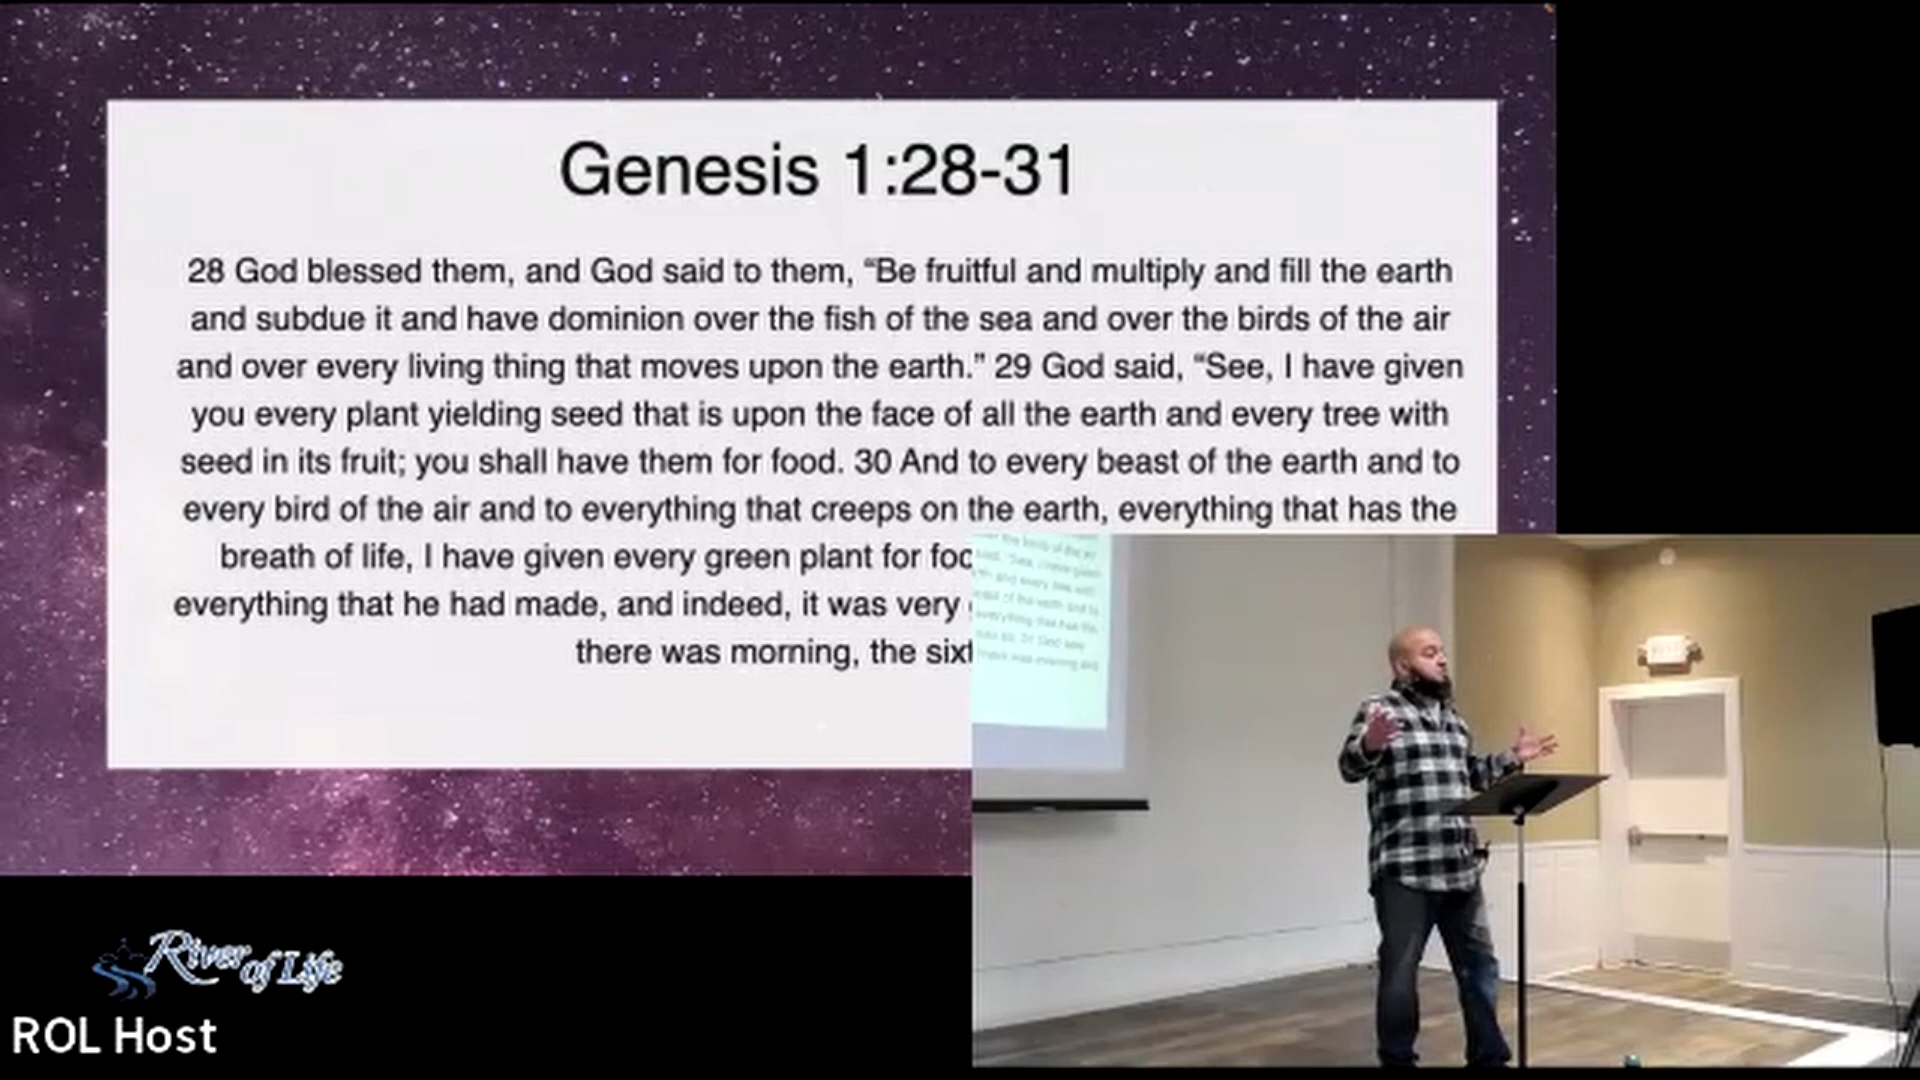 Genesis 1:28-31
28 God blessed them, and God said to them, “Be fruitful and multiply and fill the earth
and subdue it and have dominion over the fish of the sea and over the birds of the air
and over every living thing that moves upon the earth.” 29 God said, “See, I have given
you every plant yielding seed that is upon the face of all the earth and every tree with
seed in its fruit; you shall have them for food. 30 And to every beast of the earth and to
every bird of the air and to everything that creeps on the earth, everything that has the
breath of life, I have given every green plant for
everything that he had made, and indeed, it was very
there was morning, the
River of Life
ROL Host